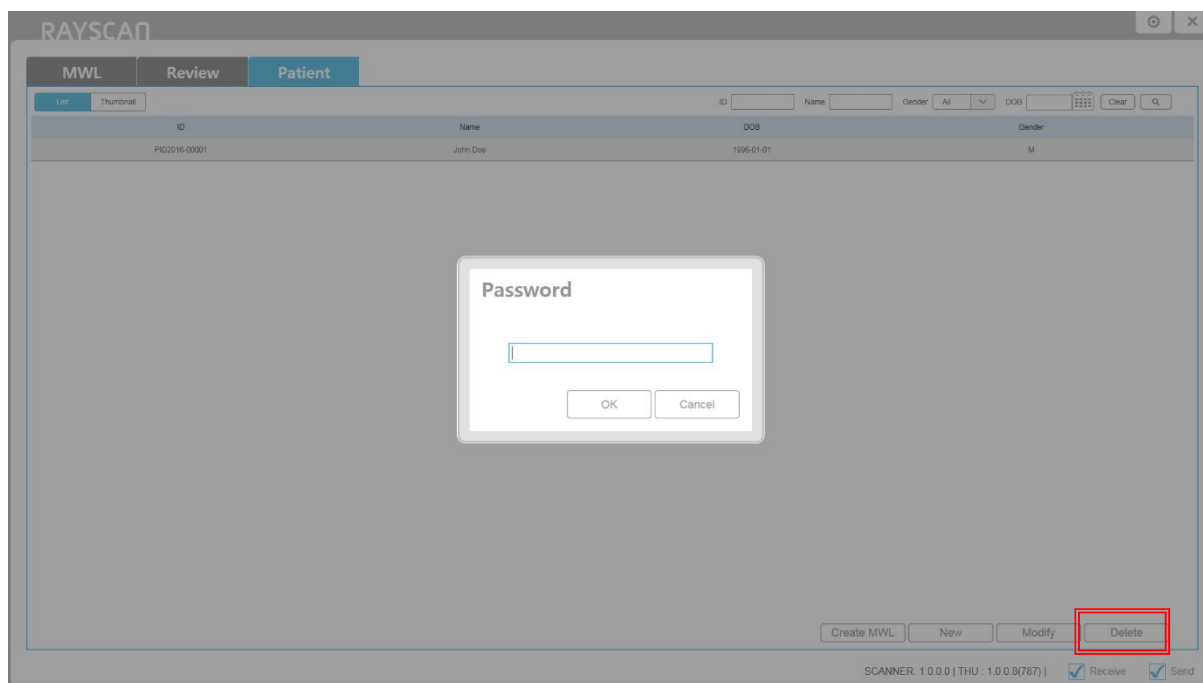 RAYSCAN
MWL Review Patient
List Thumbnail ID Name Gender All DOB Clear
ID Name DOB Gender
PID2016-00001 John Doe 1996-01-01 M
Password
OK Cancel
Create MWL New Modify Delete
SCANNER: 1.0.0.0 | THU : 1.0.0.8(787) | Receive Send